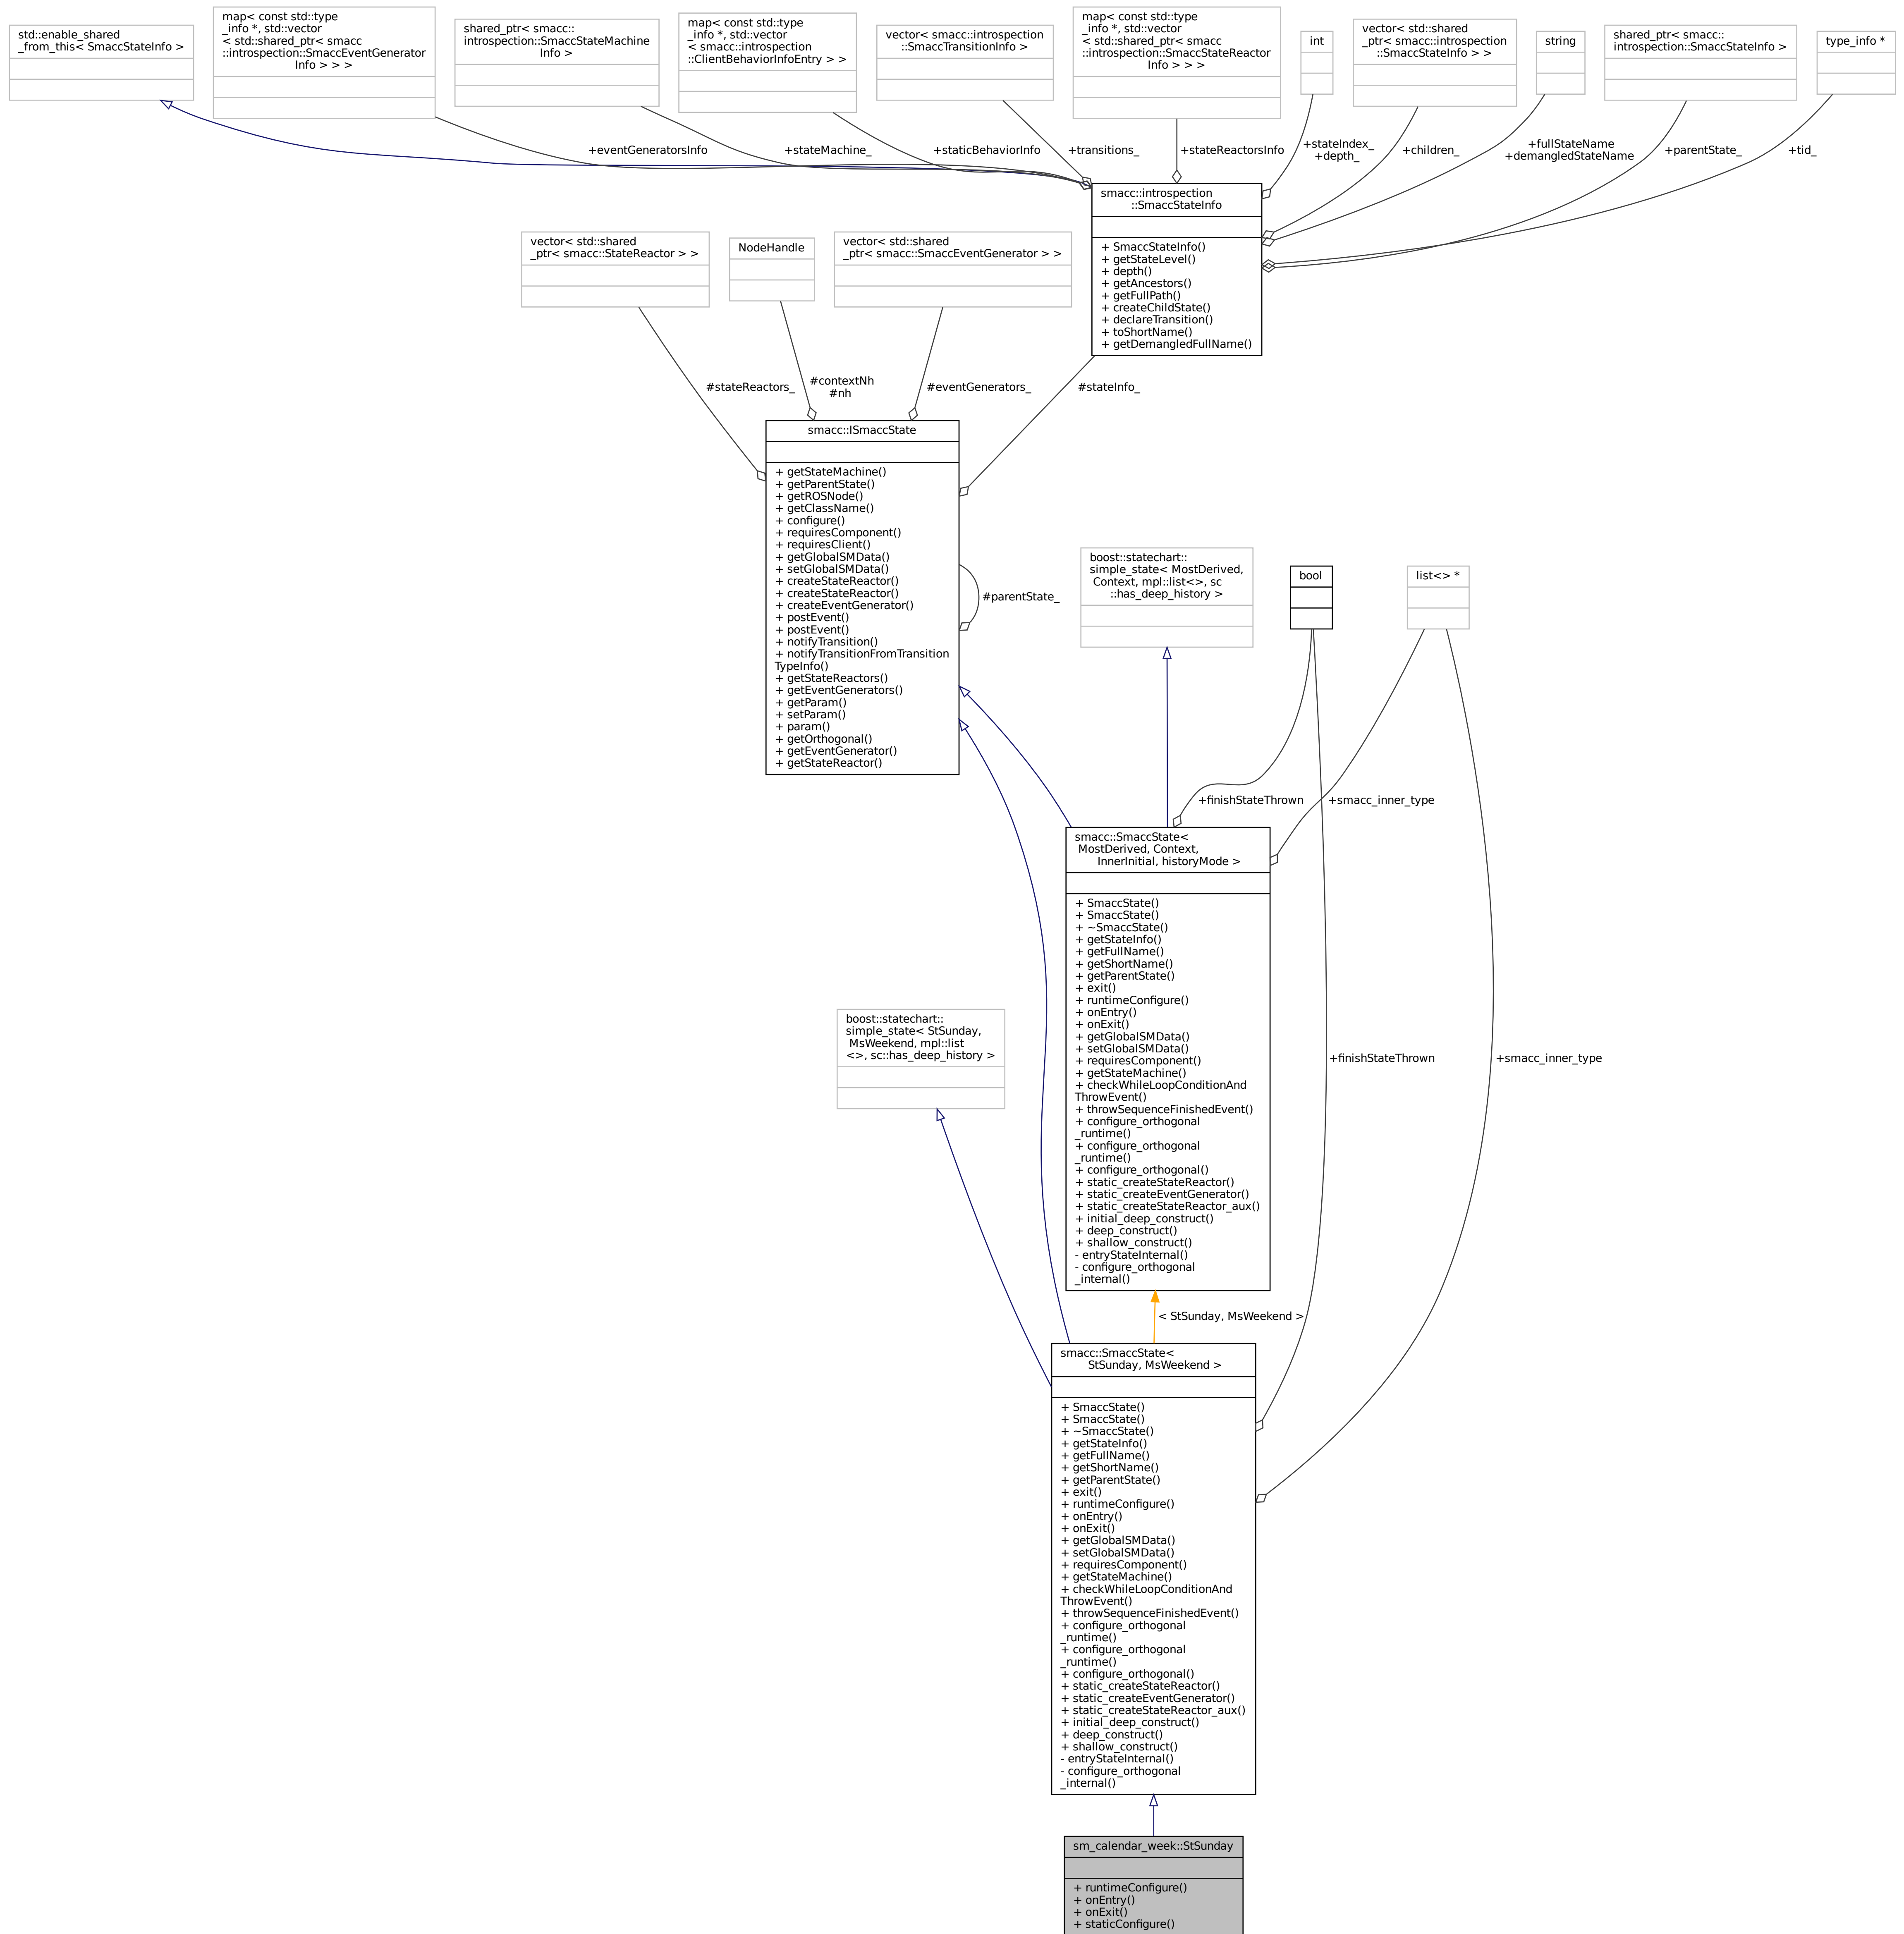 std::enable_shared
_from_this< SmaccStateInfo >
map< const std::type
_info *, std::vector
< std::shared_ptr< smacc
::introspection::SmaccEventGenerator
Info > > >
shared_ptr< smacc::
introspection::SmaccStateMachine
Info >
map< const std::type
_info *, std::vector
< smacc::introspection
::ClientBehaviorInfoEntry > >
vector< smacc::introspection
::SmaccTransitionInfo >
map< const std::type
_info *, std::vector
< std::shared_ptr< smacc
::introspection::SmaccStateReactor
Info > > >
int
vector< std::shared
_ptr< smacc::introspection
::SmaccStateInfo > >
string
shared_ptr< smacc::
introspection::SmaccStateInfo >
type_info *
+eventGeneratorsInfo
+stateMachine_
+staticBehaviorInfo
+transitions_
+stateReactorsInfo
+stateIndex_
+depth_
+children_
+fullStateName
+demangledStateName
+parentState_
+tid_
smacc::introspection
::SmaccStateInfo
+ SmaccStateInfo()
+ getStateLevel()
+ depth()
+ getAncestors()
+ getFullPath()
+ createChildState()
+ declareTransition()
+ toShortName()
+ getDemangledFullName()
vector< std::shared
_ptr< smacc::StateReactor > >
NodeHandle
vector< std::shared
_ptr< smacc::SmaccEventGenerator > >
#stateReactors_
#contextNh
#nh
#eventGenerators_
#stateInfo_
smacc::ISmaccState
+ getStateMachine()
+ getParentState()
+ getROSNode()
+ getClassName()
+ configure()
+ requiresComponent()
+ requiresClient()
+ getGlobalSMData()
+ setGlobalSMData()
+ createStateReactor()
+ createStateReactor()
+ createEventGenerator()
+ postEvent()
+ postEvent()
+ notifyTransition()
+ notifyTransitionFromTransition
TypeInfo()
+ getStateReactors()
+ getEventGenerators()
+ getParam()
+ setParam()
+ param()
+ getOrthogonal()
+ getEventGenerator()
+ getStateReactor()
#parentState_
boost::statechart::
simple_state< MostDerived,
Context, mpl::list<>, sc
::has_deep_history >
bool
list<> *
+finishStateThrown
+smacc_inner_type
smacc::SmaccState<
MostDerived, Context,
InnerInitial, historyMode >
+ SmaccState()
+ SmaccState()
+ ~SmaccState()
+ getStateInfo()
+ getFullName()
+ getShortName()
+ getParentState()
+ exit()
+ runtimeConfigure()
+ onEntry()
+ onExit()
+ getGlobalSMData()
+ setGlobalSMData()
+ requiresComponent()
+ getStateMachine()
+ checkWhileLoopConditionAnd
ThrowEvent()
+ throwSequenceFinishedEvent()
+ configure_orthogonal
_runtime()
+ configure_orthogonal
_runtime()
+ configure_orthogonal()
+ static_createStateReactor()
+ static_createEventGenerator()
+ static_createStateReactor_aux()
+ initial_deep_construct()
+ deep_construct()
+ shallow_construct()
- entryStateInternal()
- configure_orthogonal
_internal()
boost::statechart::
simple_state< StSunday,
MsWeekend, mpl::list
<>, sc::has_deep_history >
+finishStateThrown
+smacc_inner_type
< StSunday, MsWeekend >
smacc::SmaccState<
StSunday, MsWeekend >
+ SmaccState()
+ SmaccState()
+ ~SmaccState()
+ getStateInfo()
+ getFullName()
+ getShortName()
+ getParentState()
+ exit()
+ runtimeConfigure()
+ onEntry()
+ onExit()
+ getGlobalSMData()
+ setGlobalSMData()
+ requiresComponent()
+ getStateMachine()
+ checkWhileLoopConditionAnd
ThrowEvent()
+ throwSequenceFinishedEvent()
+ configure_orthogonal
_runtime()
+ configure_orthogonal
_runtime()
+ configure_orthogonal()
+ static_createStateReactor()
+ static_createEventGenerator()
+ static_createStateReactor_aux()
+ initial_deep_construct()
+ deep_construct()
+ shallow_construct()
- entryStateInternal()
- configure_orthogonal
_internal()
sm_calendar_week::StSunday
+ runtimeConfigure()
+ onEntry()
+ onExit()
+ staticConfigure()